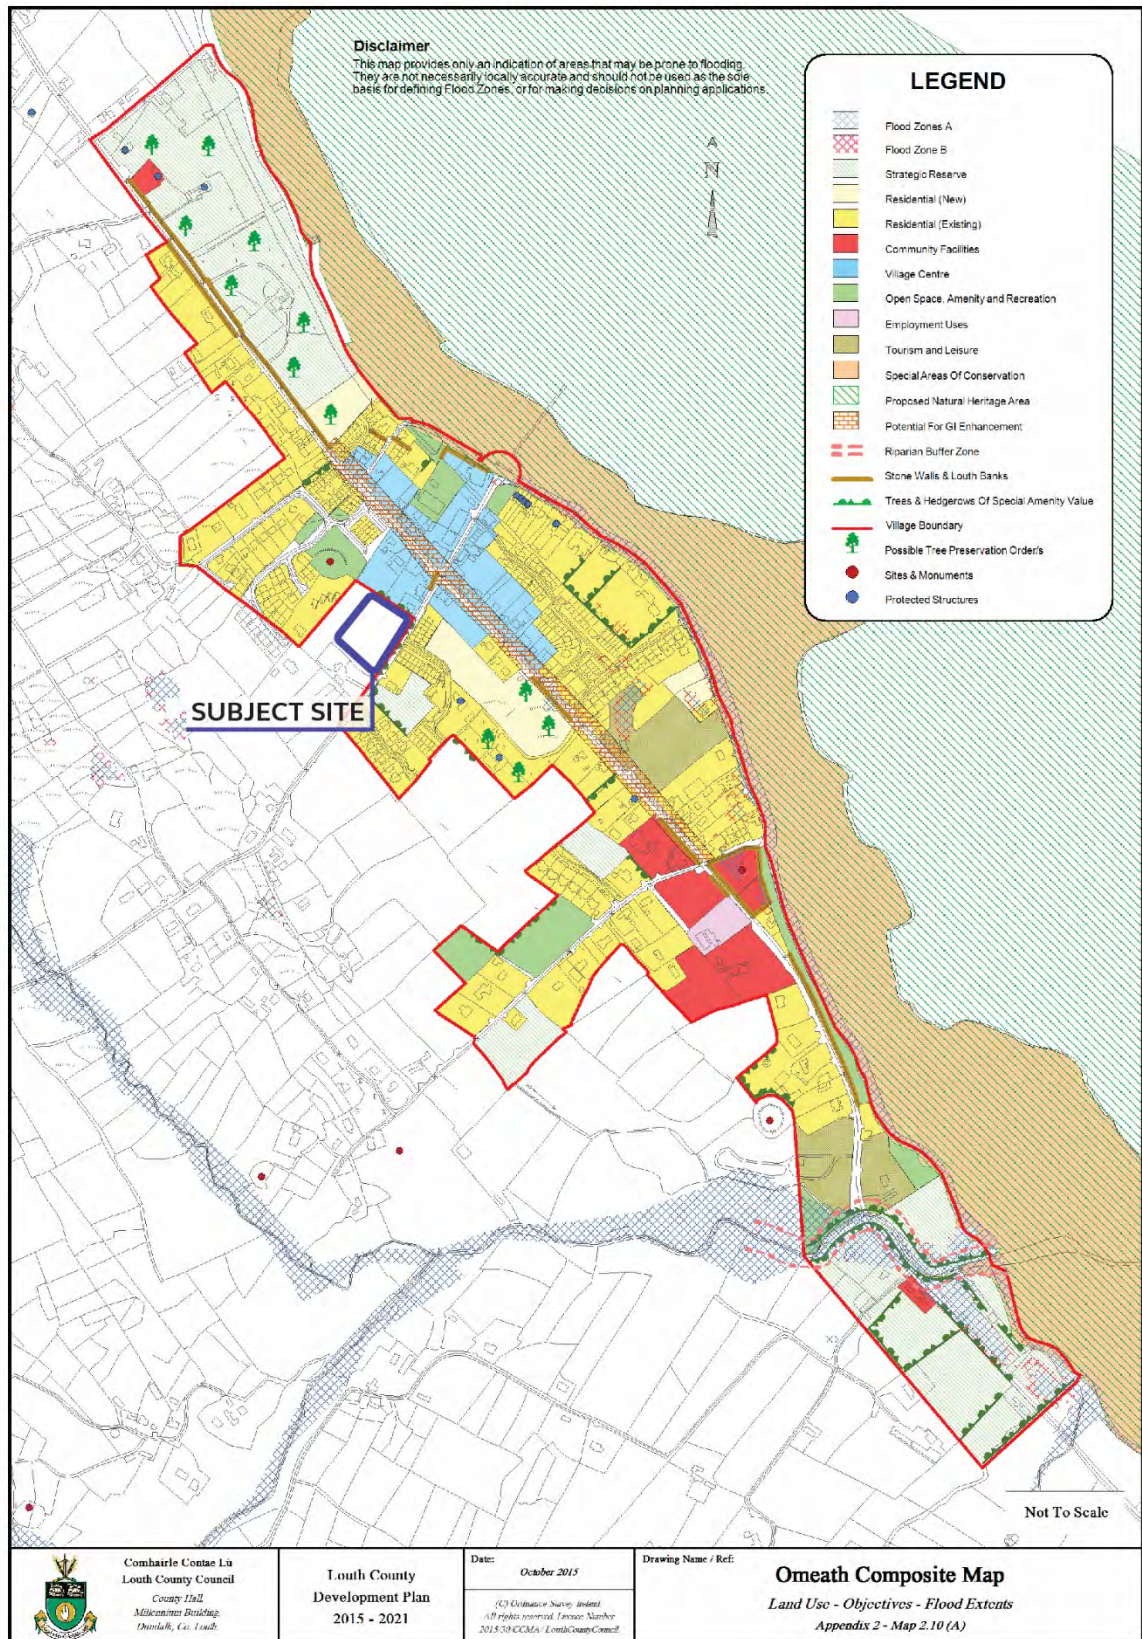 Disclaimer
This map provides only an indication of areas that may be prone to flooding.
They are not necessarily locally accurate and should not be used as the sole
basis for defining Flood Zones, or for making decisions on planning applications.
A
N
LEGEND
Flood Zones A
Flood Zone B
Strategic Reserve
Residential (New)
Residential (Existing)
Community Facilities
Village Centre
Open Space, Amenity and Recreation
Employment Uses
Tourism and Leisure
Special Areas Of Conservation
Proposed Natural Heritage Area
Potential For GI Enhancement
Riparian Buffer Zone
Stone Walls & Louth Banks
Trees & Hedgerows Of Special Amenity Value
Village Boundary
Possible Tree Preservation Order's
Sites & Monuments
Protected Structures
SUBJECT SITE
Not To Scale
Comhairle Contae Lú
Louth County Council
County Hall,
Millennium Building,
Dundalk, Co. Louth.
Louth County
Development Plan
2015 - 2021
Date:
October 2015
(C) Ordnance Survey Ireland.
All rights reserved. Licence Number
2015/30/CCMA/ LouthCountyCouncil
Drawing Name / Ref:
Omeath Composite Map
Land Use - Objectives - Flood Extents
Appendix 2 - Map 2.10 (A)